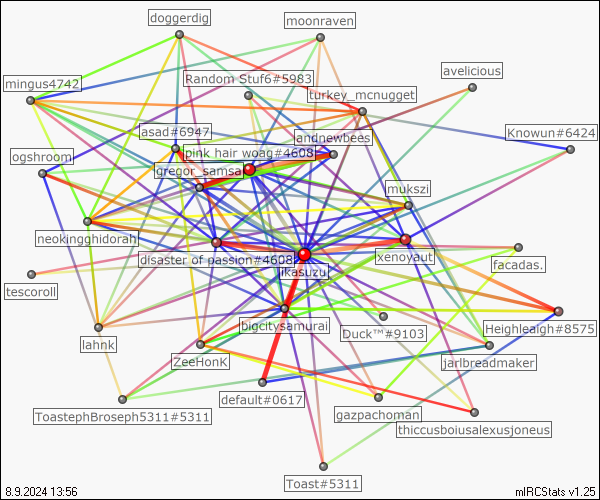 doggerdig
moonraven
avelicious
mingus4742
Random Stuf6#5983
turkey_mcnugget
asad#6947
andnewbees
Knowun#6424
ogshroom
pink hair woag#4608
gregor_samsa
mukszi
neokingghidorah
disaster of passion#4608
xenoyaut
facadas.
ikasuzu
tescoroll
bigcitysamurai
Duck™#9103
Heighleagh#8575
lahnk
ZeeHonK
jarlbreadmaker
ToastephBroseph5311#5311
default#0617
gazpachoman
thiccusboiusalexusjoneus
Toast#5311
8.9.2024 13:56
mIRCStats v1.25